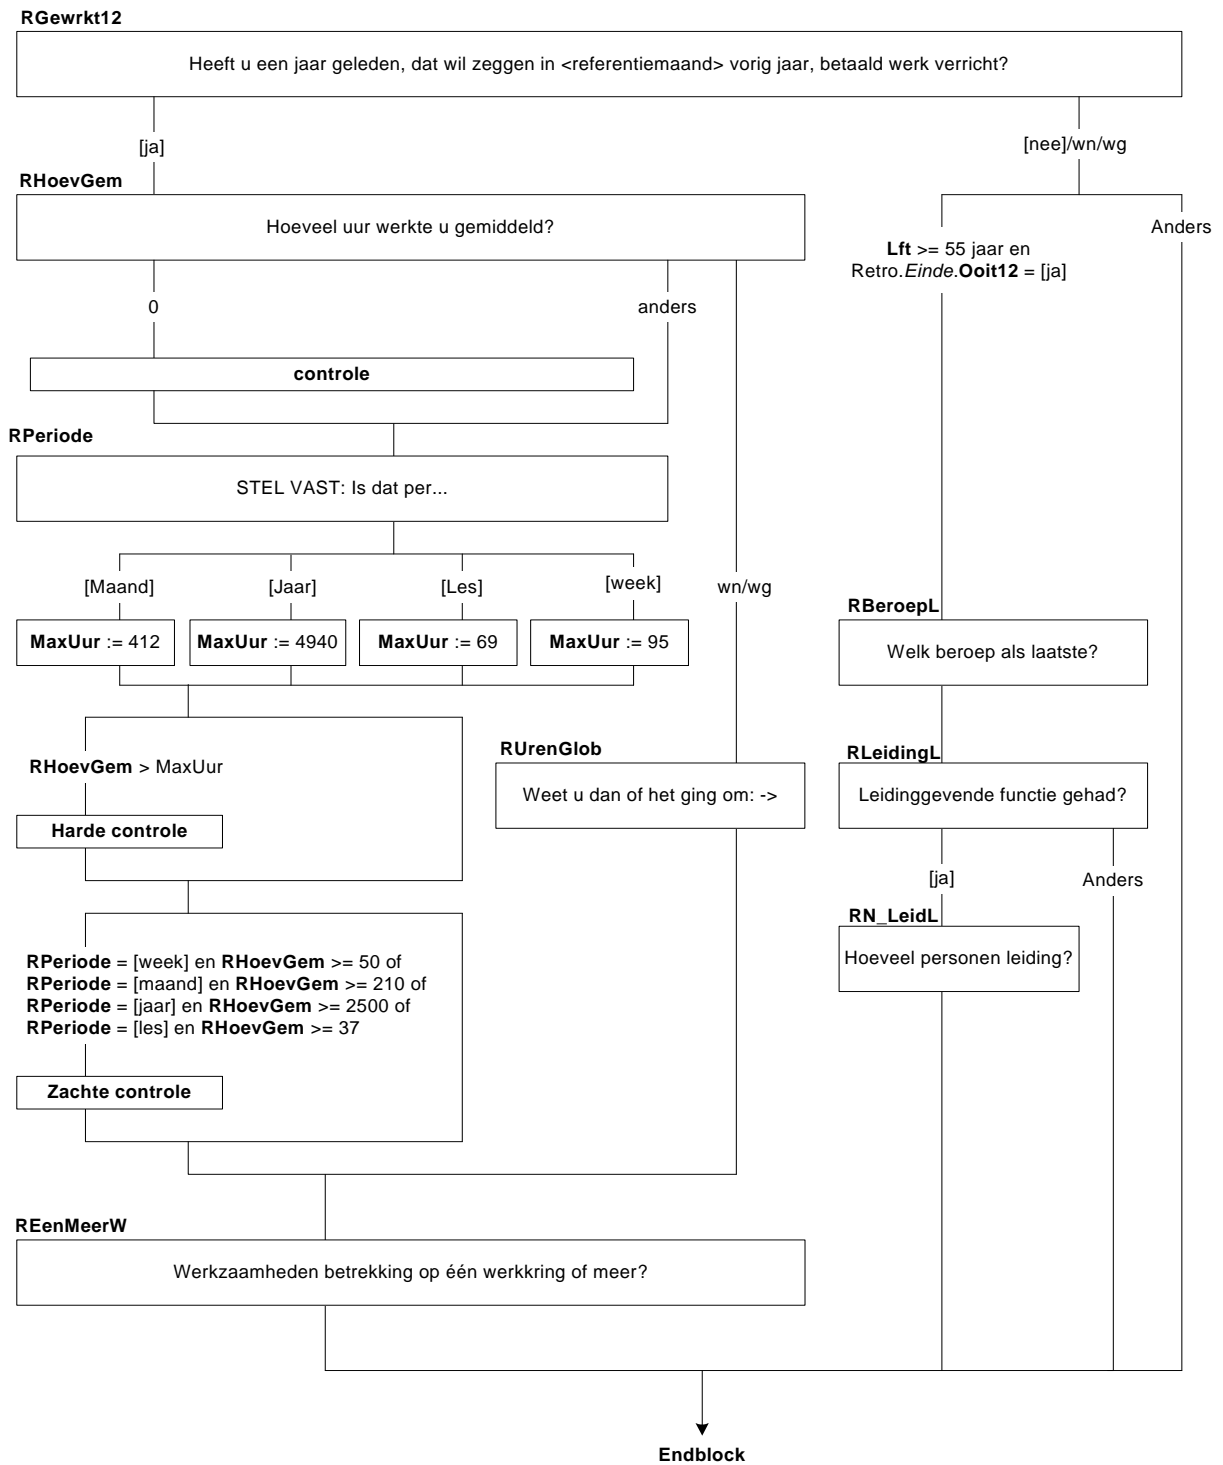 RGewrkt12
Heeft u een jaar geleden, dat wil zeggen in <referentiemaand> vorig jaar, betaald werk verricht?
[ja]
[nee]/wn/wg
RHoevGem
Hoeveel uur werkte u gemiddeld?
Anders
Lft >= 55 jaar en
Retro.Einde.Ooit12 = [ja]
0
anders
controle
RPeriode
STEL VAST: Is dat per...
[Maand]
[Jaar]
[Les]
[week]
wn/wg
MaxUur := 412
MaxUur := 4940
MaxUur := 69
MaxUur := 95
RBeroepL
Welk beroep als laatste?
RHoevGem > MaxUur
Harde controle
RUrenGlob
Weet u dan of het ging om: ->
RLeidingL
Leidinggevende functie gehad?
[ja]
Anders
RN_LeidL
Hoeveel personen leiding?
RPeriode = [week] en RHoevGem >= 50 of
RPeriode = [maand] en RHoevGem >= 210 of
RPeriode = [jaar] en RHoevGem >= 2500 of
RPeriode = [les] en RHoevGem >= 37
Zachte controle
REenMeerW
Werkzaamheden betrekking op één werkkring of meer?
Endblock